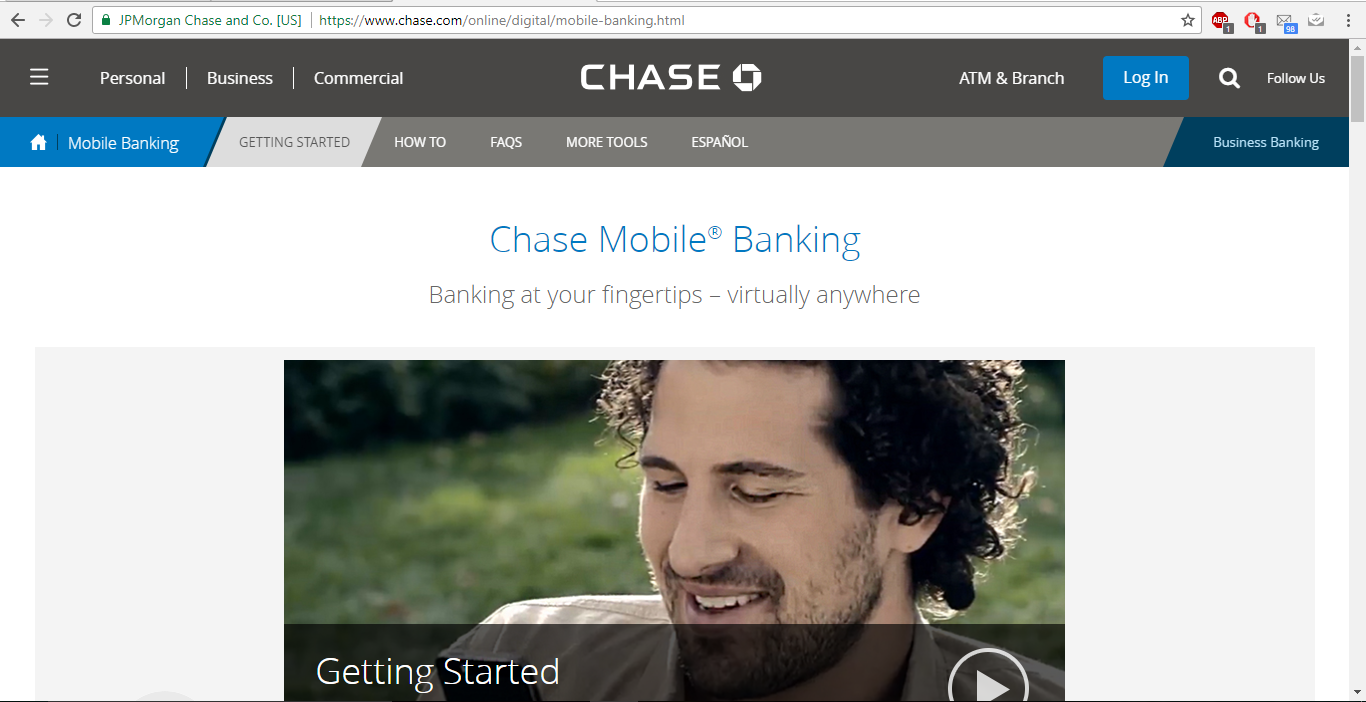 JPMorgan Chase and Co. [US] https://www.chase.com/online/digital/mobile-banking.html
ABP 1 1 98
Personal Business Commercial CHASE ATM & Branch Log In Follow Us
Mobile Banking GETTING STARTED HOW TO FAQS MORE TOOLS ESPAÑOL Business Banking
Chase Mobile® Banking
Banking at your fingertips – virtually anywhere
Getting Started